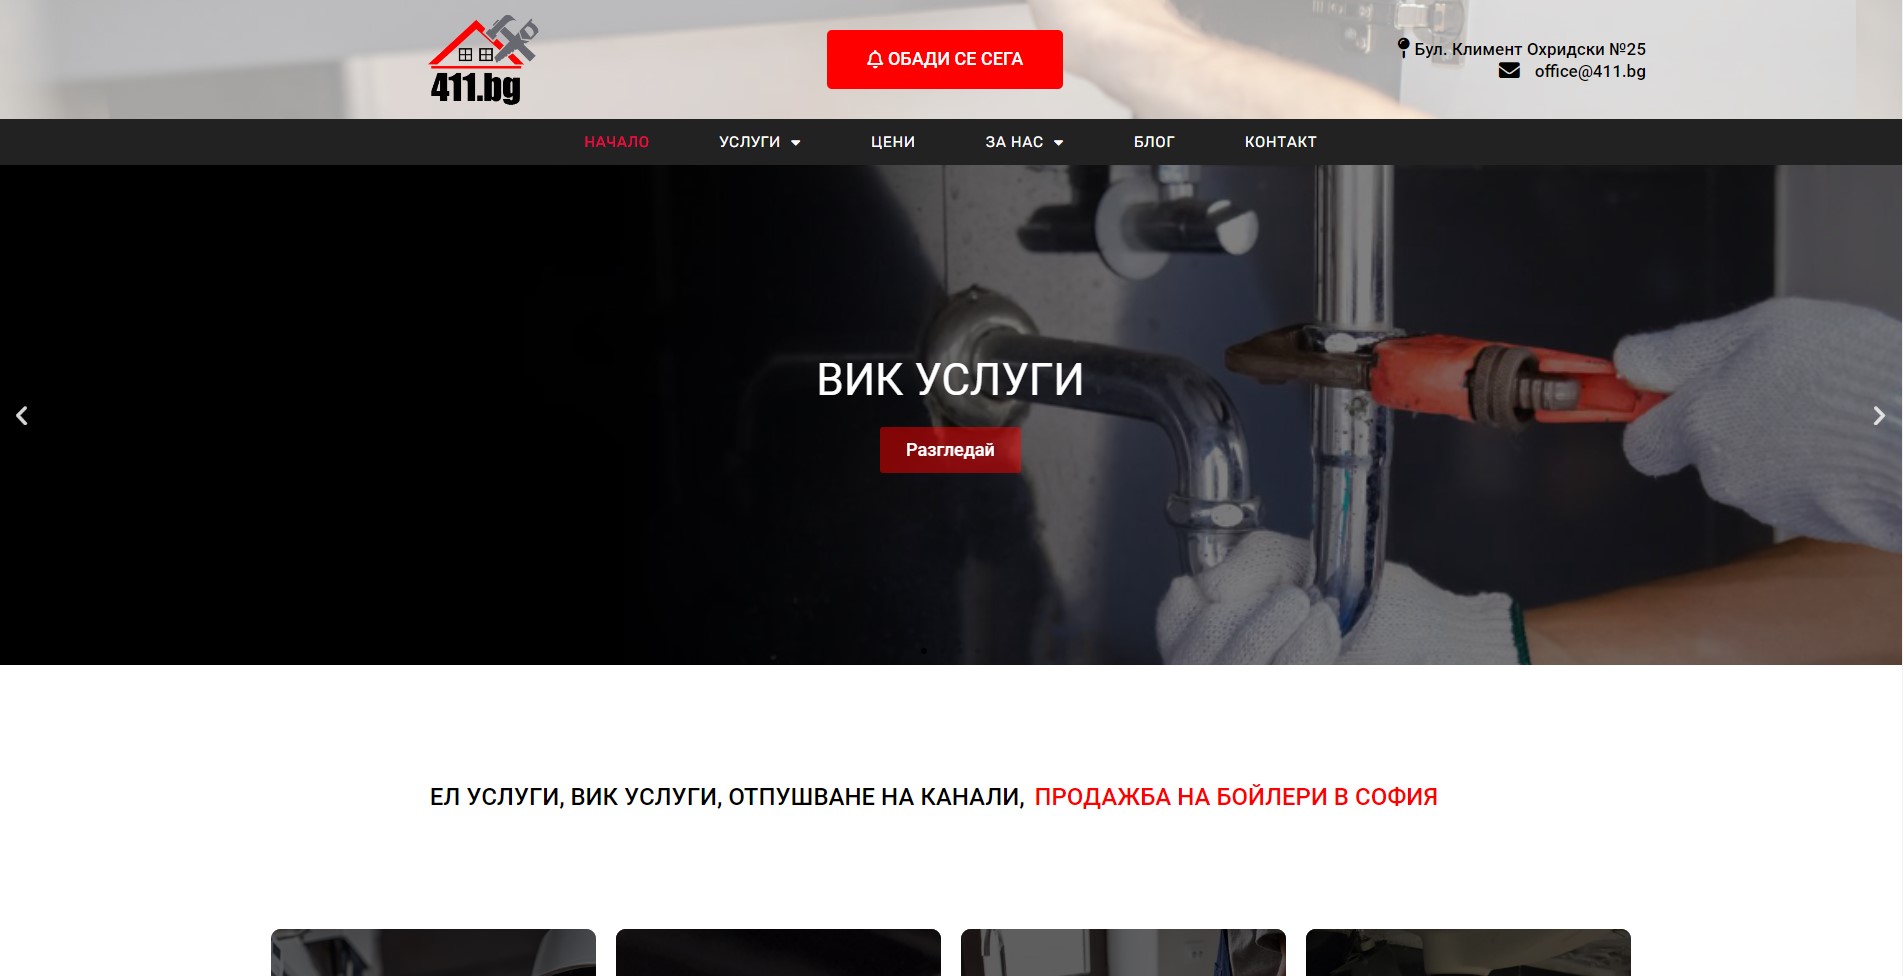 411.bg
ОБАДИ СЕ СЕГА
Бул. Климент Охридски №25
office@411.bg
НАЧАЛО УСЛУГИ ЦЕНИ ЗА НАС БЛОГ КОНТАКТ
ВИК УСЛУГИ
Разгледай
ЕЛ УСЛУГИ, ВИК УСЛУГИ, ОТПУШВАНЕ НА КАНАЛИ, ПРОДАЖБА НА БОЙЛЕРИ В СОФИЯ